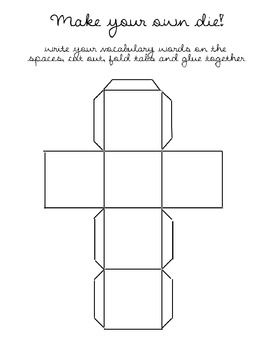 Make your own die!
write your vocabulary words on the
spaces, cut out, fold tabs and glue together